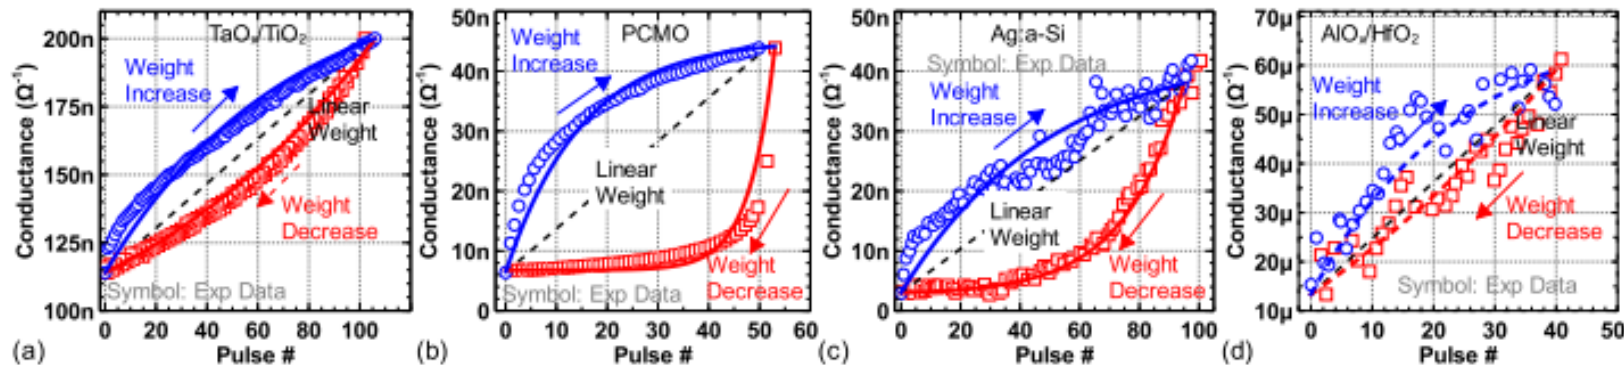 TaOx/TiO2
Conductance (Ω-1)
200n
175n
150n
125n
100n
Weight
Increase
Linear
Weight
Weight
Decrease
Symbol: Exp Data
0 20 40 60 80 100
(a)
Pulse #
PCMO
Conductance (Ω-1)
50n
40n
30n
20n
10n
0
Weight
Increase
Linear
Weight
Weight
Decrease
Symbol: Exp Data
0 10 20 30 40 50 60
(b)
Pulse #
Ag:a-Si
Symbol: Exp Data
Conductance (Ω-1)
50n
40n
30n
20n
10n
0
Weight
Increase
Linear
Weight
Weight
Decrease
0 20 40 60 80 100
(c)
Pulse #
AlOx/HfO2
Conductance (Ω-1)
70μ
60μ
50μ
40μ
30μ
20μ
10μ
Weight
Increase
Linear
Weight
Weight
Decrease
Symbol: Exp Data
0 10 20 30 40 50
(d)
Pulse #